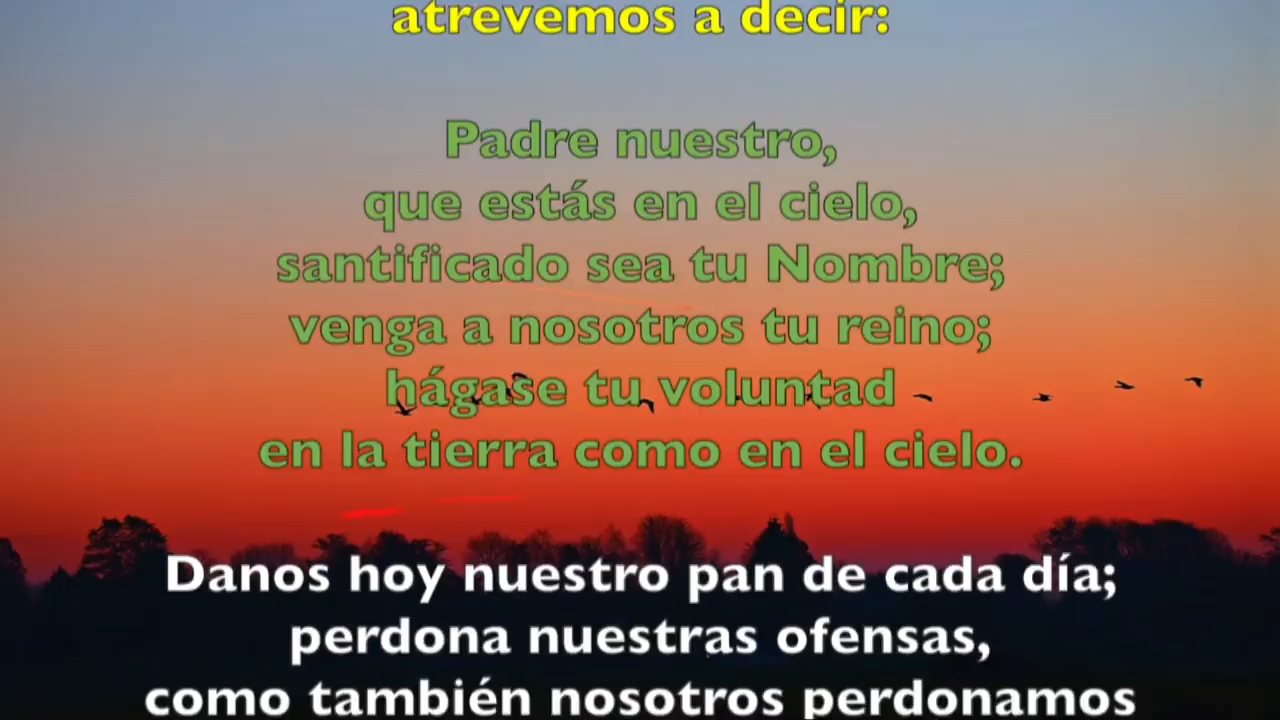 atrevemos a decir:
Padre nuestro,
que estás en el cielo,
santificado sea tu Nombre;
venga a nosotros tu reino;
hágase tu voluntad
en la tierra como en el cielo.
Danos hoy nuestro pan de cada día;
perdona nuestras ofensas,
como también nosotros perdonamos